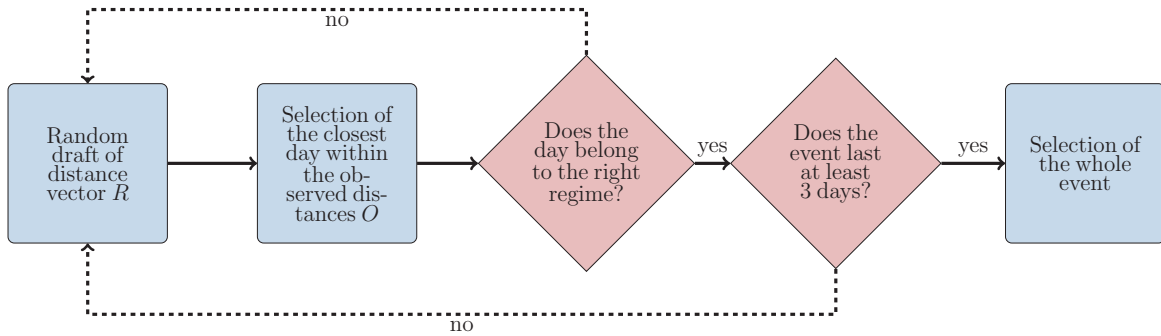 no
Random
draft of
distance
vector R
Selection of
the closest
day within
the ob-
served dis-
tances O
Does the
day belong
to the right
regime?
yes
Does the
event last
at least
3 days?
yes
Selection of
the whole
event
no